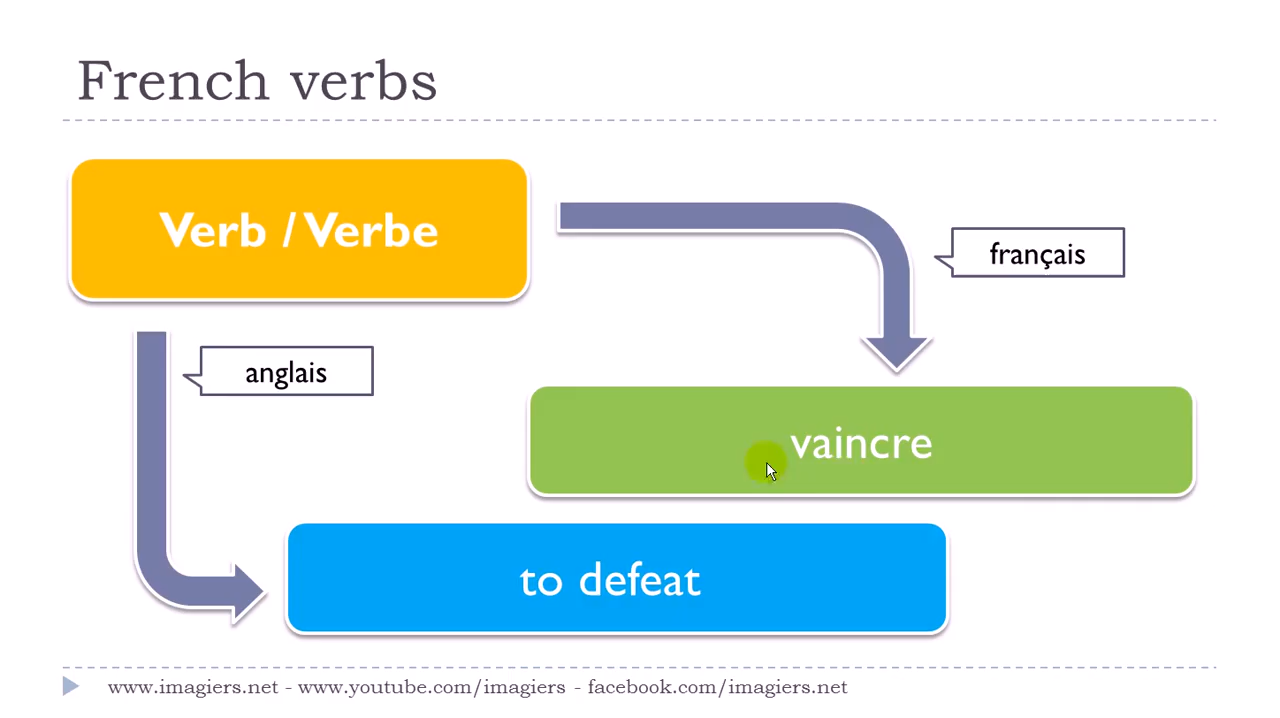 French verbs
Verb / Verbe
français
anglais
vaincre
to defeat
www.imagiers.net - www.youtube.com/imagiers - facebook.com/imagiers.net